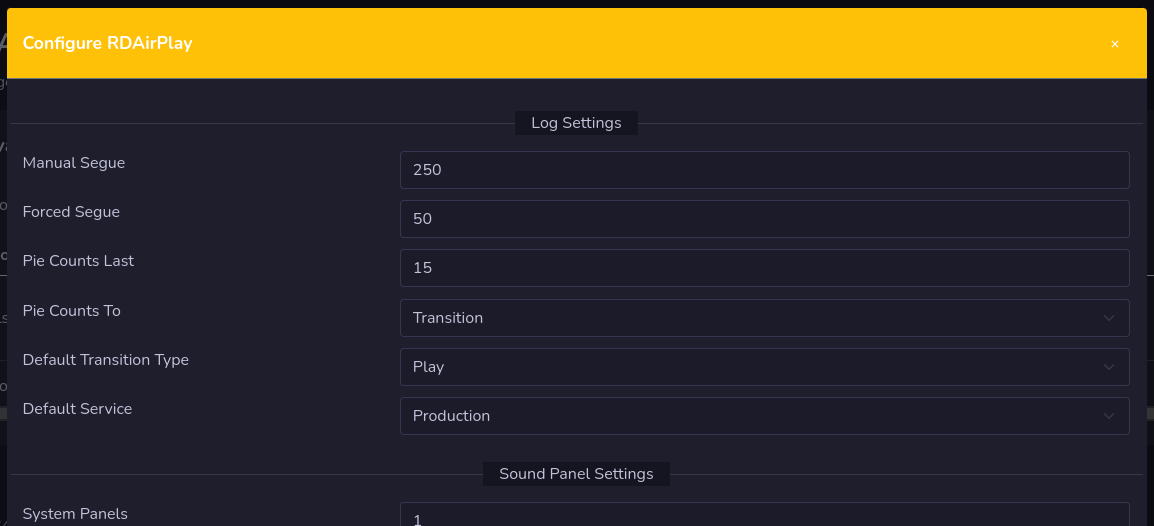 Configure RDAirPlay
×
Log Settings
Manual Segue
250
Forced Segue
50
Pie Counts Last
15
Pie Counts To
Transition
Default Transition Type
Play
Default Service
Production
Sound Panel Settings
System Panels
1